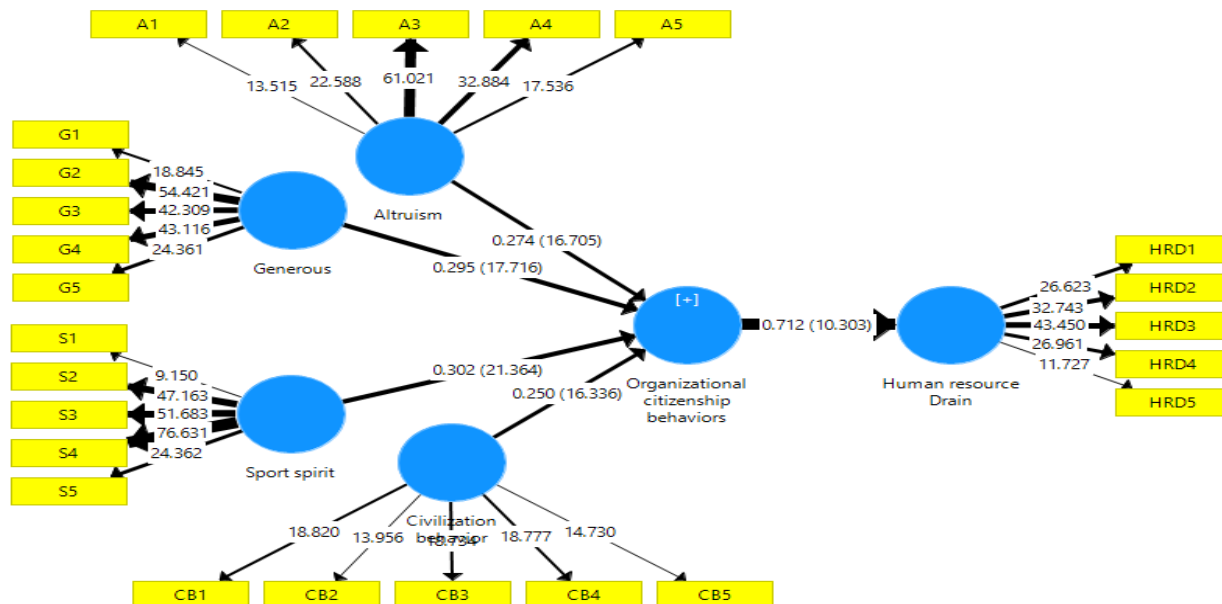 A1
A2
A3
A4
A5
13.515
22.588
61.021
32.884
17.536
G1
G2
G3
G4
G5
18.845
54.421
42.309
43.116
24.361
Generous
Altruism
0.274 (16.705)
0.295 (17.716)
[+]
Organizational
citizenship
behaviors
0.712 (10.303)
Human resource
Drain
HRD1
HRD2
HRD3
HRD4
HRD5
26.623
32.743
43.450
26.961
11.727
S1
S2
S3
S4
S5
9.150
47.163
51.683
76.631
24.362
Sport spirit
0.302 (21.364)
0.250 (16.336)
Civilization
behavior
18.820
13.956
18.734
18.777
14.730
CB1
CB2
CB3
CB4
CB5